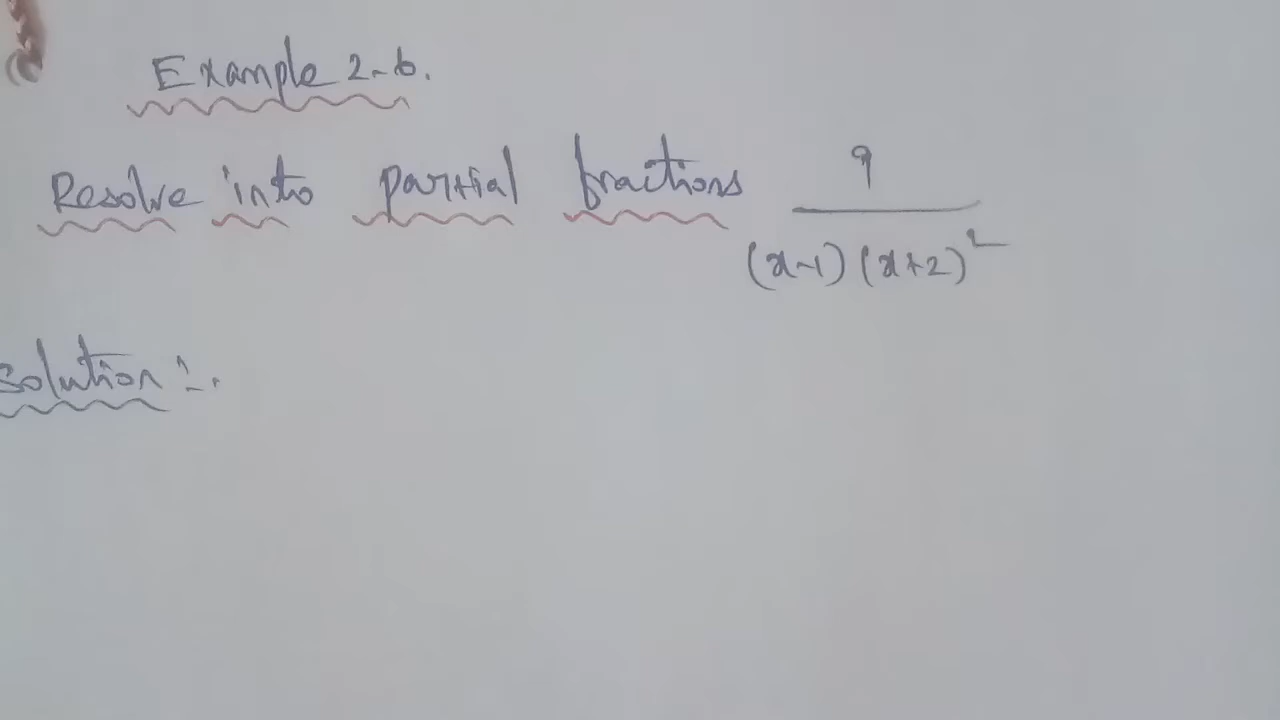 Example 2.6.
Resolve into partial fractions 9
(x-1) (x+2)²
Solution :-.